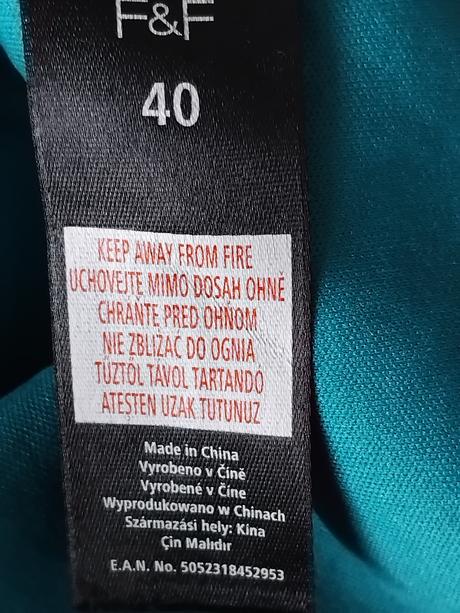 F&F
40
KEEP AWAY FROM FIRE
UCHOVEJTE MIMO DOSAH OHNĚ
CHRÁŇTE PRED OHŇOM
NIE ZBLIŻAĆ DO OGNIA
TŰZTŐL TÁVOL TARTANDÓ
ATEŞTEN UZAK TUTUNUZ
Made in China
Vyrobeno v Číně
Vyrobené v Číne
Wyprodukowano w Chinach
Származási hely: Kína
Çin Malıdır
E.A.N. No. 5052318452953